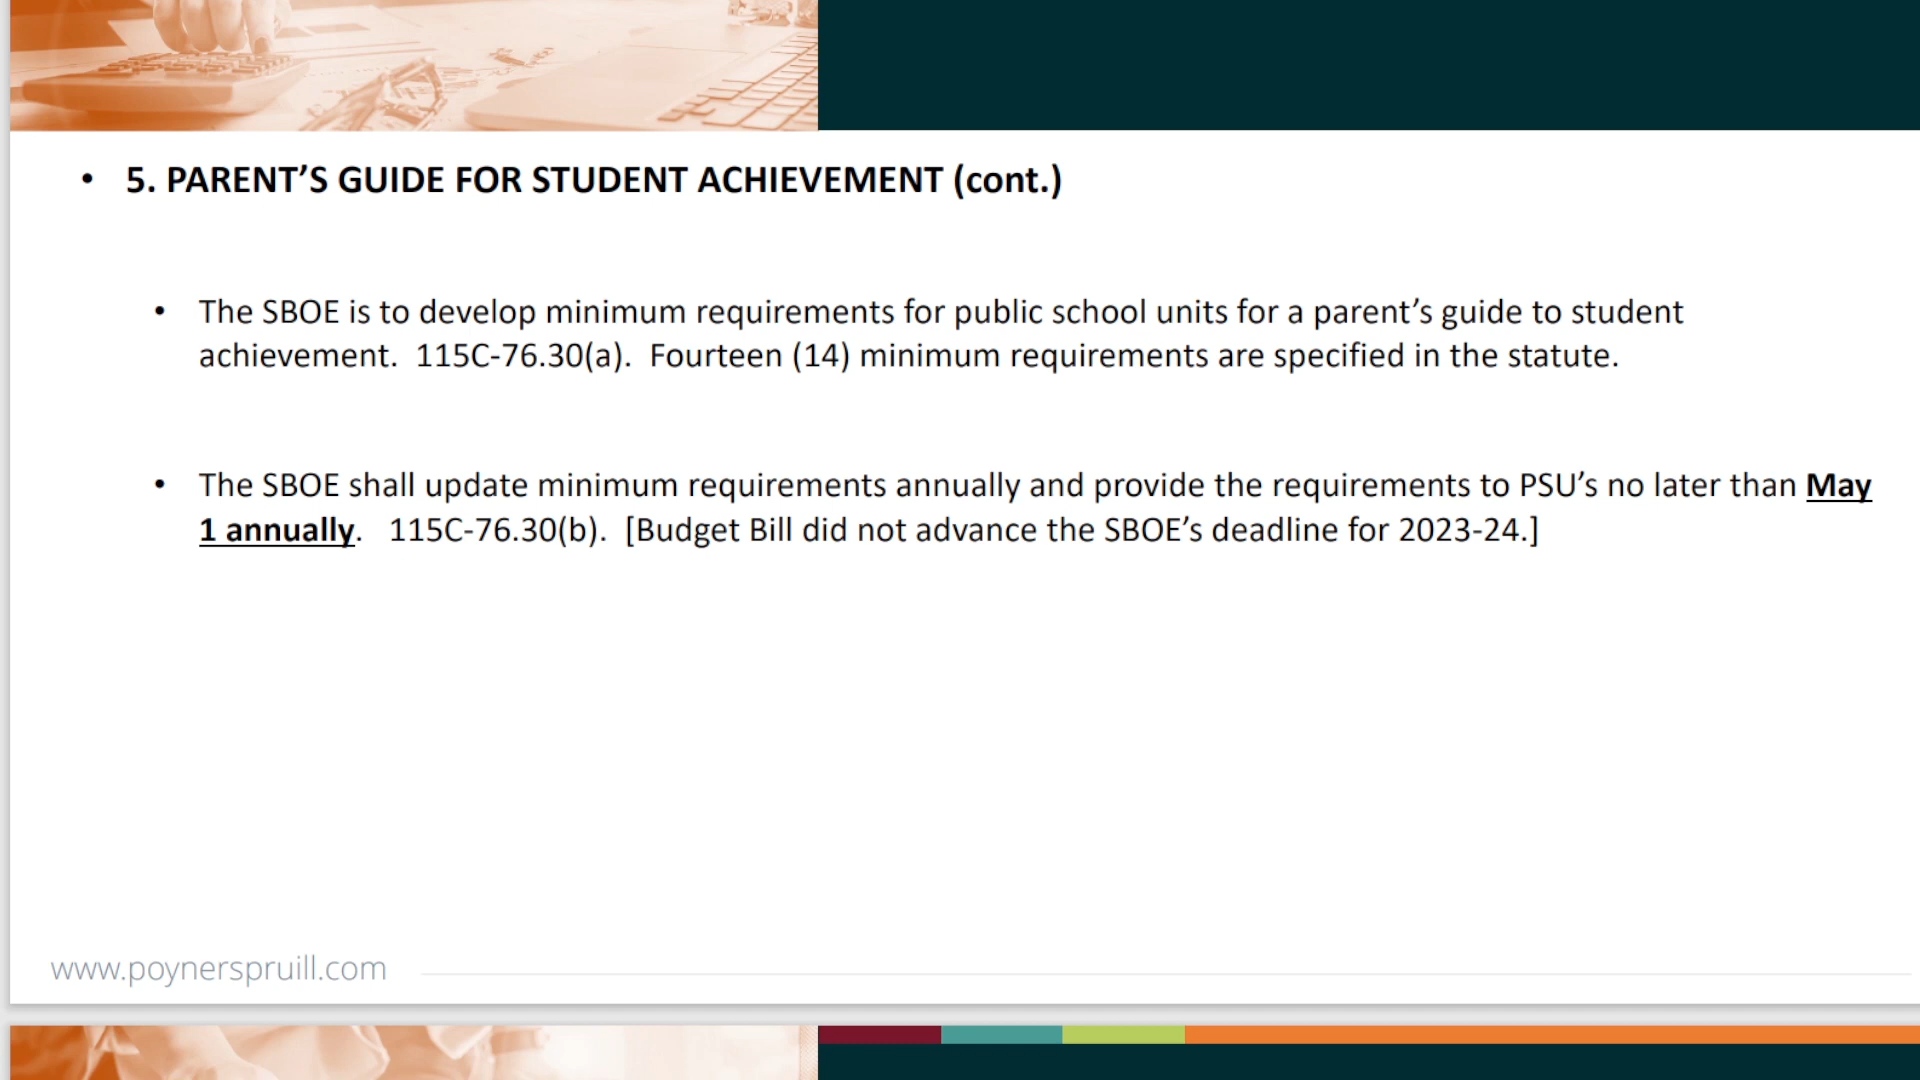 • 5. PARENT’S GUIDE FOR STUDENT ACHIEVEMENT (cont.)
• The SBOE is to develop minimum requirements for public school units for a parent’s guide to student
achievement.  115C-76.30(a).  Fourteen (14) minimum requirements are specified in the statute.
• The SBOE shall update minimum requirements annually and provide the requirements to PSU’s no later than May
1 annually.   115C-76.30(b).  [Budget Bill did not advance the SBOE’s deadline for 2023-24.]
www.poynerspruill.com